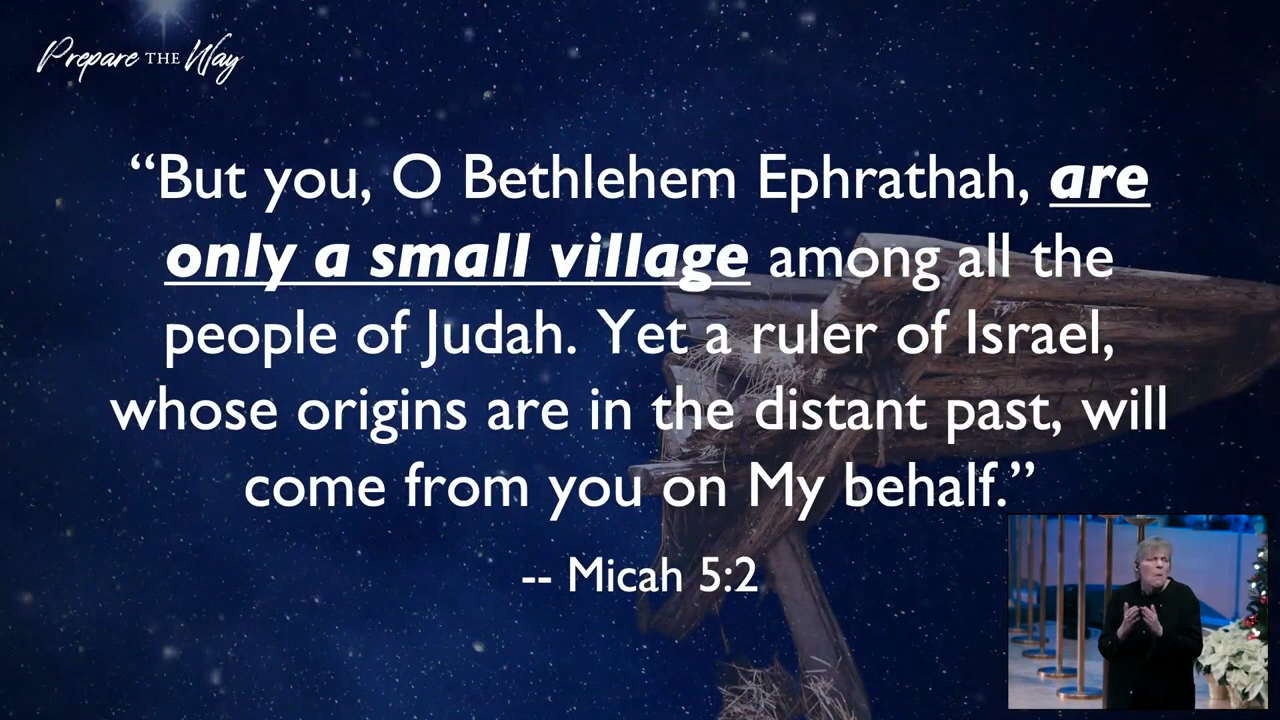 Prepare THE Way
“But you, O Bethlehem Ephrathah, are
only a small village among all the
people of Judah. Yet a ruler of Israel,
whose origins are in the distant past, will
come from you on My behalf.”
-- Micah 5:2